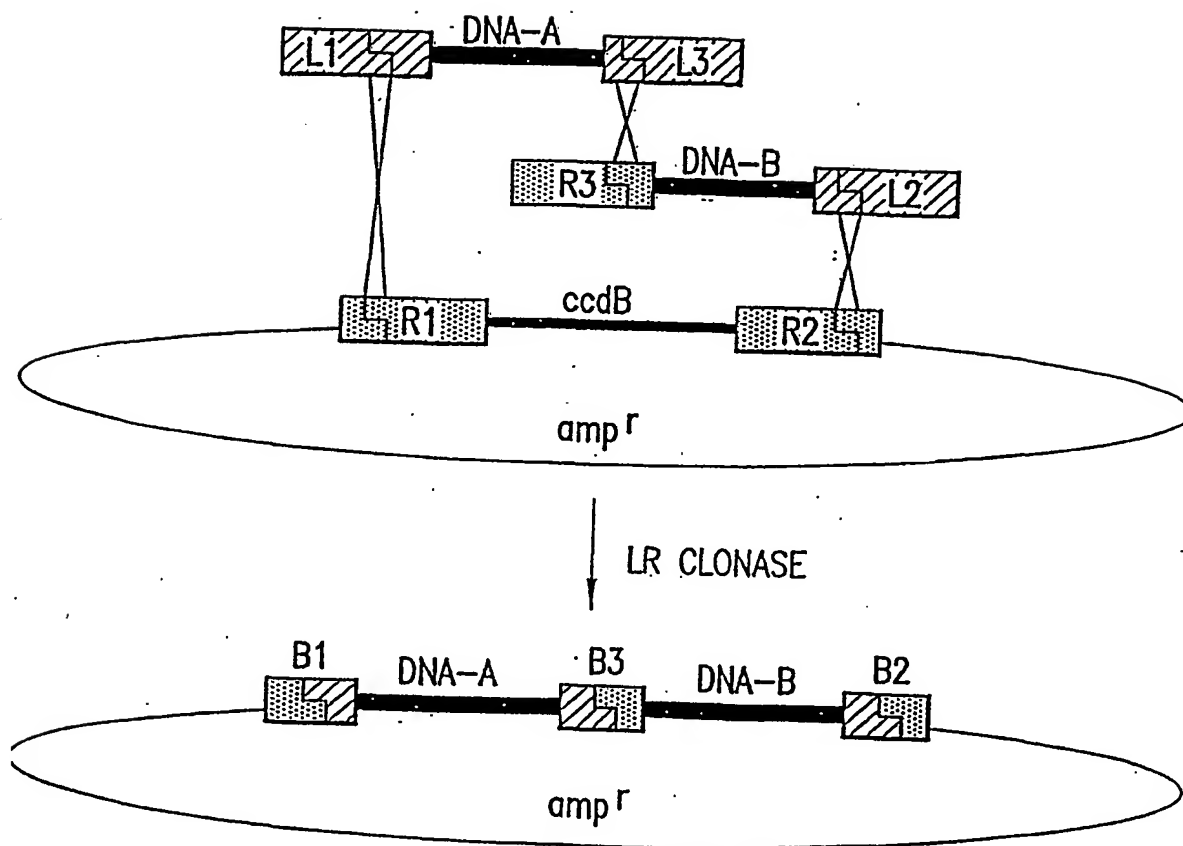 DNA-A
L1
L3
DNA-B
R3
L2
ccdB
R1
R2
amp r
LR CLONASE
B1
DNA-A
B3
DNA-B
B2
amp r